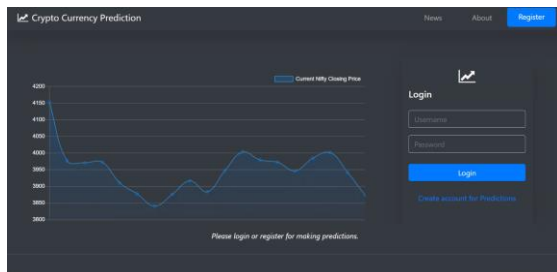 Crypto Currency Prediction
News
About
Register
Current Nifty Closing Price
4200
4150
4100
4050
4000
3950
3900
3850
3800
Please login or register for making predictions.
Login
Username
Password
Login
Create account for Predictions